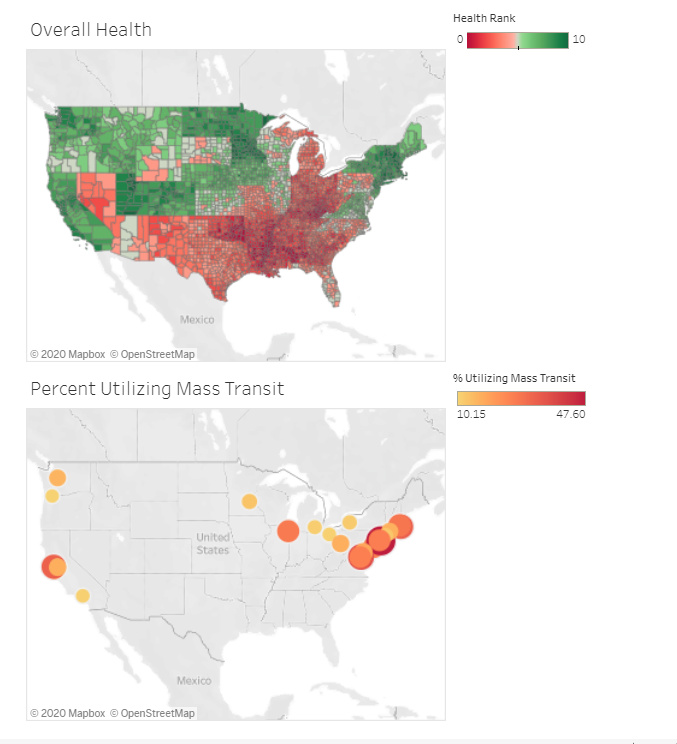 Overall Health
Health Rank
0 10
Mexico
© 2020 Mapbox © OpenStreetMap
Percent Utilizing Mass Transit
% Utilizing Mass Transit
10.15 47.60
United
States
Mexico
© 2020 Mapbox © OpenStreetMap